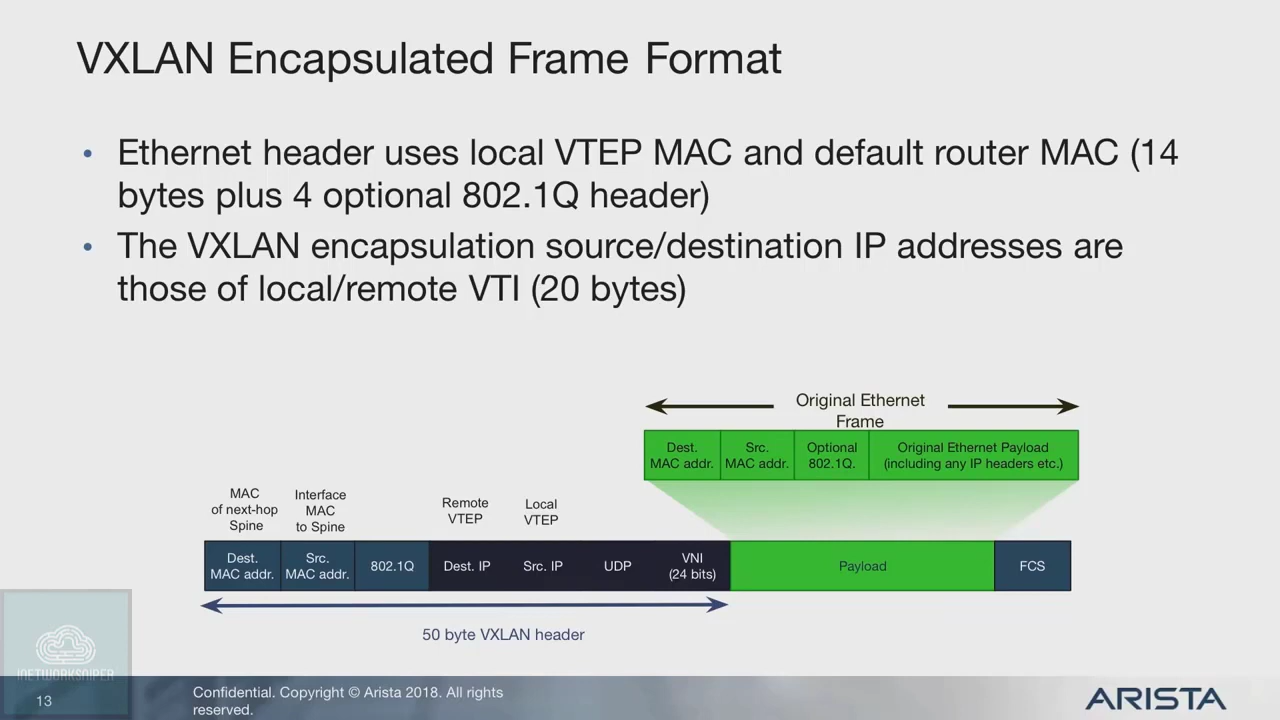 VXLAN Encapsulated Frame Format
• Ethernet header uses local VTEP MAC and default router MAC (14
bytes plus 4 optional 802.1Q header)
• The VXLAN encapsulation source/destination IP addresses are
those of local/remote VTI (20 bytes)
Original Ethernet
Frame
Dest.
MAC addr.
Src.
MAC addr.
Optional
802.1Q.
Original Ethernet Payload
(including any IP headers etc.)
MAC
of next-hop
Spine
Interface
MAC
to Spine
Remote
VTEP
Local
VTEP
Dest.
MAC addr.
Src.
MAC addr.
802.1Q
Dest. IP
Src. IP
UDP
VNI
(24 bits)
Payload
FCS
50 byte VXLAN header
INETWORKSNIPER
13
Confidential. Copyright © Arista 2018. All rights
reserved.
ARISTA